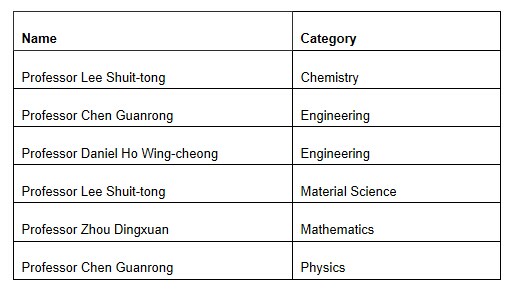 Name Category
Professor Lee Shuit-tong Chemistry
Professor Chen Guanrong Engineering
Professor Daniel Ho Wing-cheong Engineering
Professor Lee Shuit-tong Material Science
Professor Zhou Dingxuan Mathematics
Professor Chen Guanrong Physics